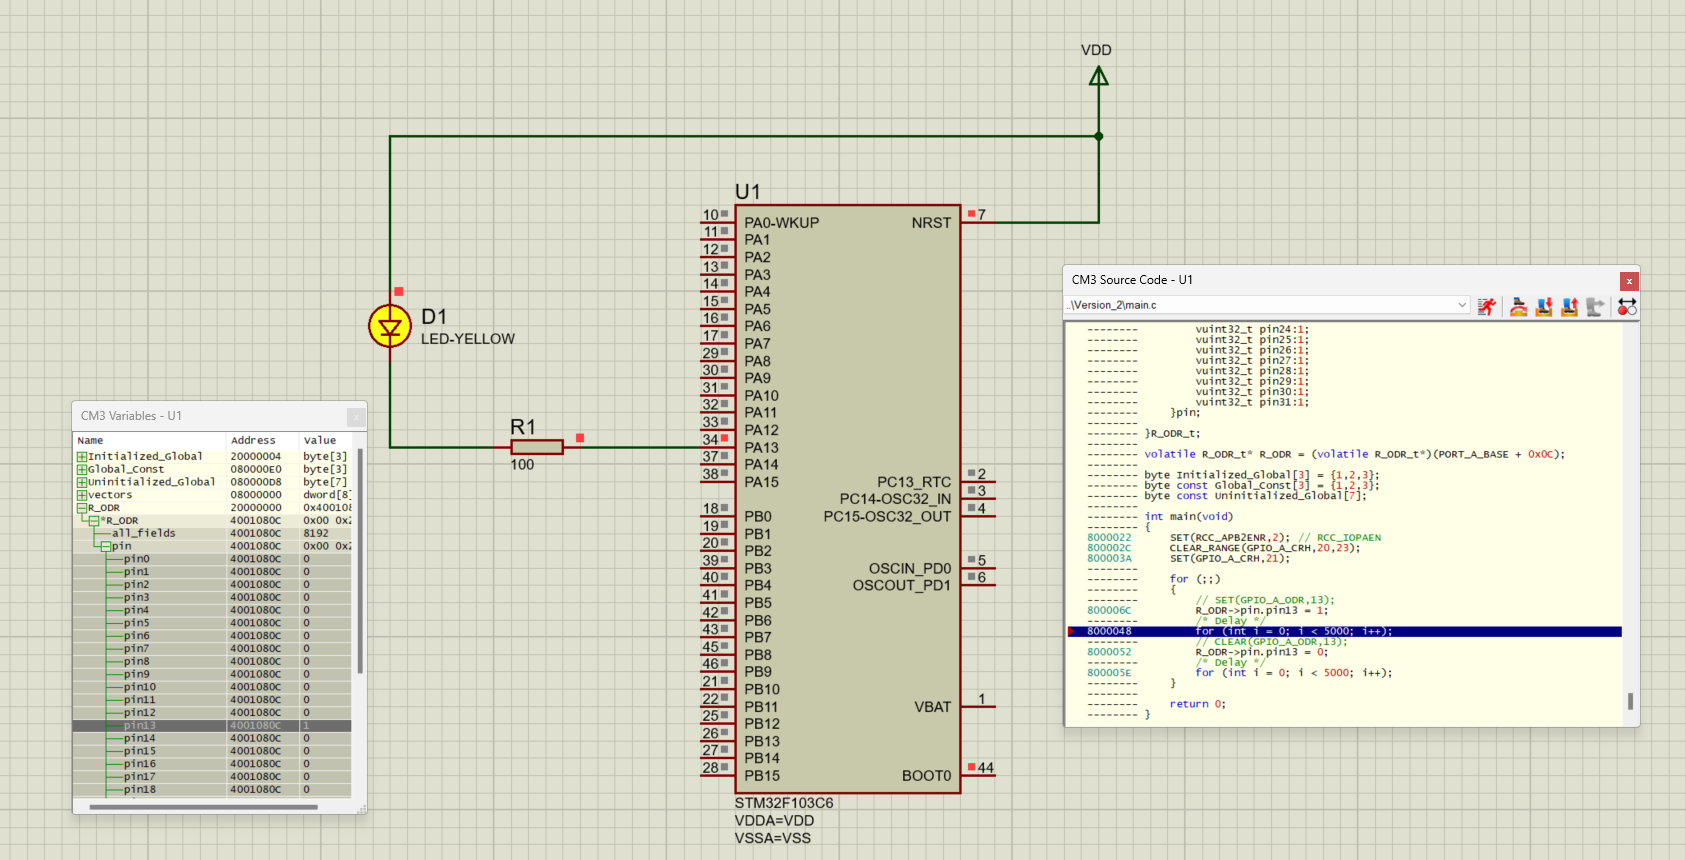 VDD
U1
10 PA0-WKUP
11 PA1
12 PA2
13 PA3
14 PA4
15 PA5
16 PA6
17 PA7
29 PA8
30 PA9
31 PA10
32 PA11
33 PA12
34 PA13
37 PA14
38 PA15
18 PB0
19 PB1
20 PB2
39 PB3
40 PB4
41 PB5
42 PB6
43 PB7
45 PB8
46 PB9
21 PB10
22 PB11
25 PB12
26 PB13
27 PB14
28 PB15
NRST 7
PC13_RTC 2
PC14-OSC32_IN 3
PC15-OSC32_OUT 4
OSCIN_PD0 5
OSCOUT_PD1 6
VBAT 1
BOOT0 44
STM32F103C6
VDDA=VDD
VSSA=VSS
D1
LED-YELLOW
R1
100
CM3 Variables - U1
Name Address Value
Initialized_Global 20000004 byte[3]
Global_Const 080000E0 byte[3]
Uninitialized_Global 080000D8 byte[7]
vectors 08000000 dword[8]
R_ODR 20000000 0x400108
*R_ODR 4001080C 0x00 0x2
all_fields 4001080C 8192
pin 4001080C 0x00 0x2
pin0 4001080C 0
pin1 4001080C 0
pin2 4001080C 0
pin3 4001080C 0
pin4 4001080C 0
pin5 4001080C 0
pin6 4001080C 0
pin7 4001080C 0
pin8 4001080C 0
pin9 4001080C 0
pin10 4001080C 0
pin11 4001080C 0
pin12 4001080C 0
pin13 4001080C 1
pin14 4001080C 0
pin15 4001080C 0
pin16 4001080C 0
pin17 4001080C 0
pin18 4001080C 0
CM3 Source Code - U1
..\Version_2\main.c
-------- vuint32_t pin24:1;
-------- vuint32_t pin25:1;
-------- vuint32_t pin26:1;
-------- vuint32_t pin27:1;
-------- vuint32_t pin28:1;
-------- vuint32_t pin29:1;
-------- vuint32_t pin30:1;
-------- vuint32_t pin31:1;
-------- }pin;
--------
-------- }R_ODR_t;
--------
-------- volatile R_ODR_t* R_ODR = (volatile R_ODR_t*)(PORT_A_BASE + 0x0C);
--------
-------- byte Initialized_Global[3] = {1,2,3};
-------- byte const Global_Const[3] = {1,2,3};
-------- byte const Uninitialized_Global[7];
--------
-------- int main(void)
-------- {
8000022 SET(RCC_APB2ENR,2); // RCC_IOPAEN
800002C CLEAR_RANGE(GPIO_A_CRH,20,23);
800003A SET(GPIO_A_CRH,21);
--------
-------- for (;;)
-------- {
-------- // SET(GPIO_A_ODR,13);
800006C R_ODR->pin.pin13 = 1;
-------- /* Delay */
8000048 for (int i = 0; i < 5000; i++);
-------- // CLEAR(GPIO_A_ODR,13);
8000052 R_ODR->pin.pin13 = 0;
-------- /* Delay */
800005E for (int i = 0; i < 5000; i++);
-------- }
--------
-------- return 0;
-------- }